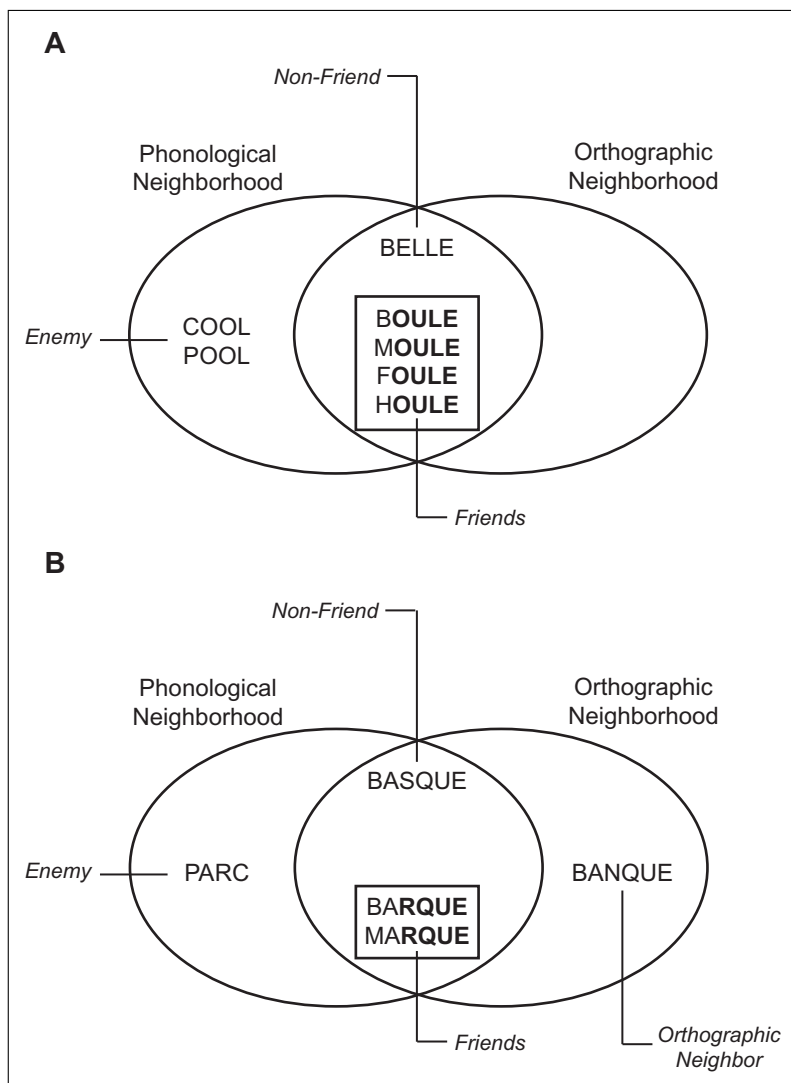 A
Non-Friend
Phonological
Neighborhood
Orthographic
Neighborhood
BELLE
Enemy
COOL
POOL
BOULE
MOULE
FOULE
HOULE
Friends
B
Non-Friend
Phonological
Neighborhood
Orthographic
Neighborhood
BASQUE
Enemy
PARC
BANQUE
BARQUE
MARQUE
Friends
Orthographic
Neighbor